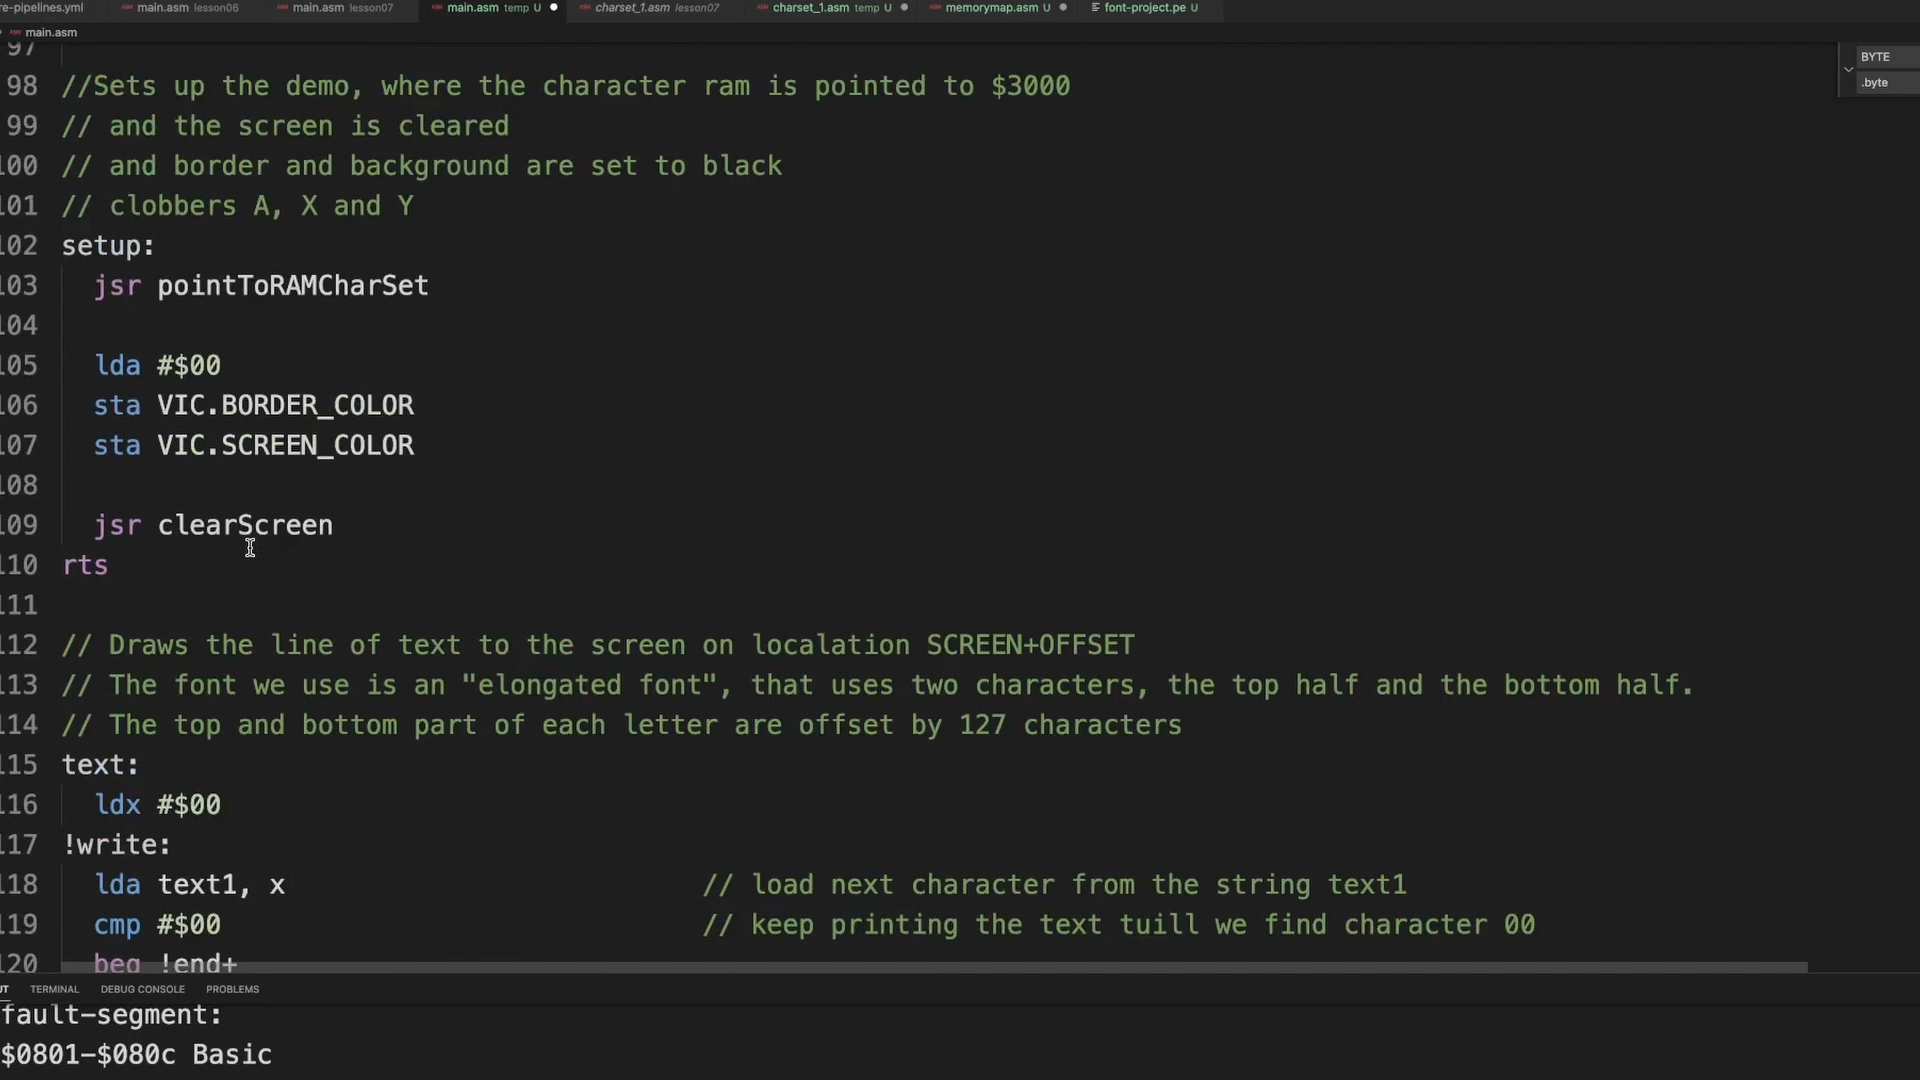 re-pipelines.yml main.asm lesson06 main.asm lesson07 main.asm temp U charset_1.asm lesson07 charset_1.asm temp U memorymap.asm U font-project.pe U
main.asm
BYTE
.byte
97
98 //Sets up the demo, where the character ram is pointed to $3000
99 // and the screen is cleared
100 // and border and background are set to black
101 // clobbers A, X and Y
102 setup:
103 jsr pointToRAMCharSet
104
105 lda #$00
106 sta VIC.BORDER_COLOR
107 sta VIC.SCREEN_COLOR
108
109 jsr clearScreen
110 rts
111
112 // Draws the line of text to the screen on localation SCREEN+OFFSET
113 // The font we use is an "elongated font", that uses two characters, the top half and the bottom half.
114 // The top and bottom part of each letter are offset by 127 characters
115 text:
116 ldx #$00
117 !write:
118 lda text1, x // load next character from the string text1
119 cmp #$00 // keep printing the text tuill we find character 00
120 beq !end+
UT TERMINAL DEBUG CONSOLE PROBLEMS
fault-segment:
$0801-$080c Basic